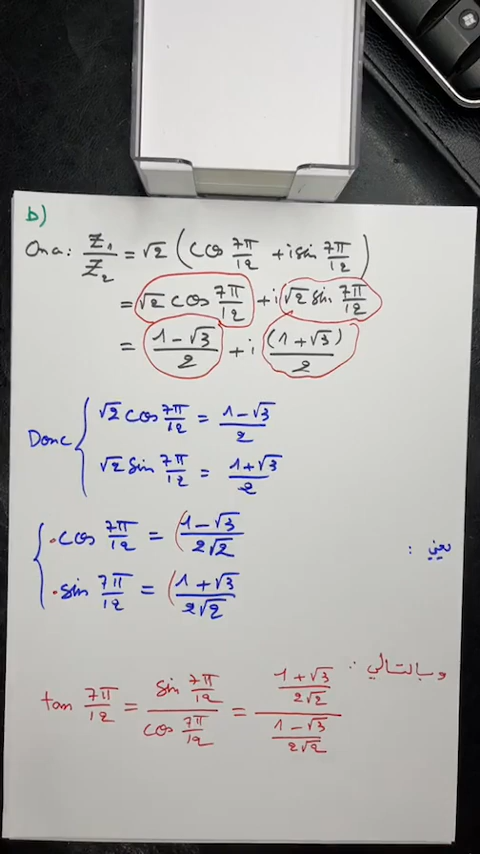 b)
On a: Z₁/Z₂ = √2 (cos 7π/12 + i sin 7π/12)
= √2 cos 7π/12 + i √2 sin 7π/12
= (1-√3)/2 + i (1+√3)/2
Donc { √2 cos 7π/12 = (1-√3)/2
√2 sin 7π/12 = (1+√3)/2
يعني :
{ . cos 7π/12 = (1-√3)/(2√2)
. sin 7π/12 = (1+√3)/(2√2)
وبالتالي :
tan 7π/12 = (sin 7π/12)/(cos 7π/12) = ((1+√3)/(2√2))/((1-√3)/(2√2))